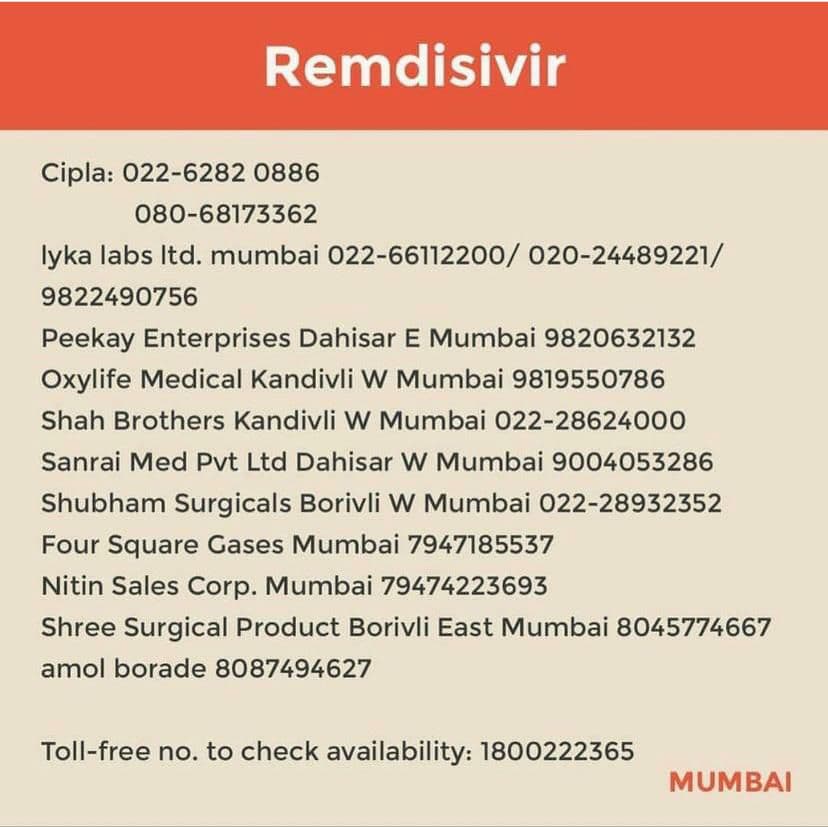 Remdisivir
Cipla: 022-6282 0886
080-68173362
lyka labs ltd. mumbai 022-66112200/ 020-24489221/
9822490756
Peekay Enterprises Dahisar E Mumbai 9820632132
Oxylife Medical Kandivli W Mumbai 9819550786
Shah Brothers Kandivli W Mumbai 022-28624000
Sanrai Med Pvt Ltd Dahisar W Mumbai 9004053286
Shubham Surgicals Borivli W Mumbai 022-28932352
Four Square Gases Mumbai 7947185537
Nitin Sales Corp. Mumbai 79474223693
Shree Surgical Product Borivli East Mumbai 8045774667
amol borade 8087494627
Toll-free no. to check availability: 1800222365
MUMBAI